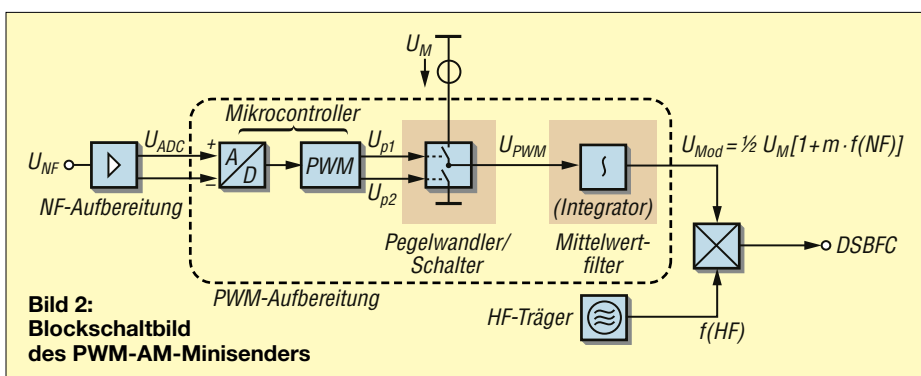 U_M
Mikrocontroller
U_NF
U_ADC
+
–
A/D
PWM
U_p1
U_p2
U_PWM
∫
(Integrator)
U_Mod = ½ U_M[1+m · f(NF)]
NF-Aufbereitung
Pegelwandler/
Schalter
Mittelwert-
filter
DSBFC
PWM-Aufbereitung
HF-Träger
f(HF)
Bild 2:
Blockschaltbild
des PWM-AM-Minisenders